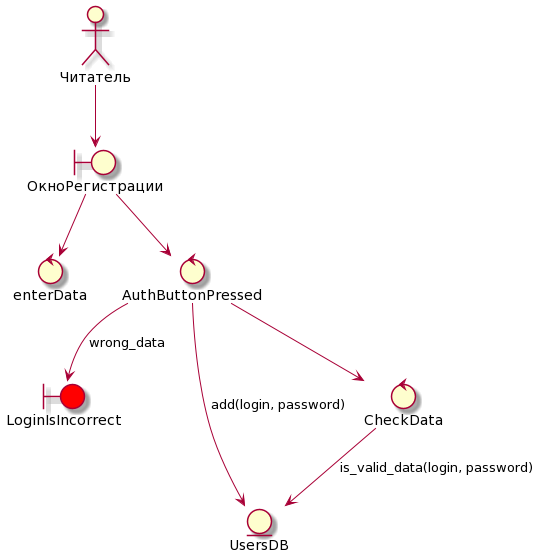 Читатель
ОкноРегистрации
enterData
AuthButtonPressed
wrong_data
add(login, password)
LoginIsIncorrect
CheckData
is_valid_data(login, password)
UsersDB